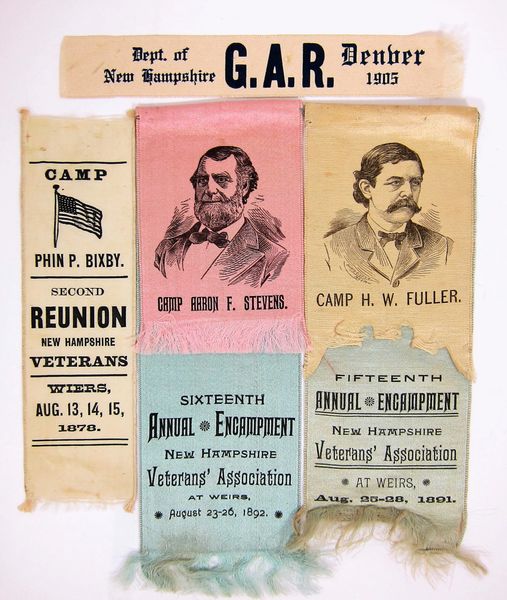 Dept. of
New Hampshire
G.A.R.
Denver
1905
CAMP
PHIN P. BIXBY.
SECOND
REUNION
NEW HAMPSHIRE
VETERANS
WIERS,
AUG. 13, 14, 15,
1878.
CAMP AARON F. STEVENS.
SIXTEENTH
ANNUAL ENCAMPMENT
NEW HAMPSHIRE
Veterans' Association
AT WEIRS,
August 23-26, 1892.
CAMP H. W. FULLER.
FIFTEENTH
ANNUAL ENCAMPMENT
NEW HAMPSHIRE
Veterans' Association
AT WEIRS,
Aug. 25-28, 1891.